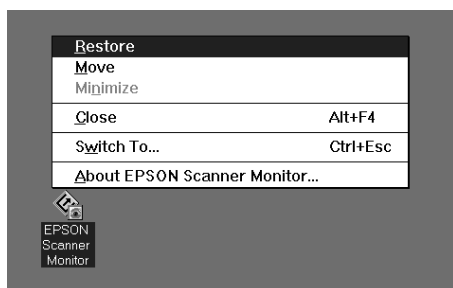 Restore
Move
Minimize
Close Alt+F4
Switch To... Ctrl+Esc
About EPSON Scanner Monitor...
EPSON
Scanner
Monitor